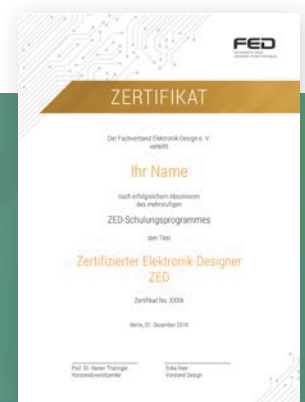 FED
ZERTIFIKAT
Der Fachverband Elektronik-Design e. V.
verleiht
Ihr Name
nach erfolgreichem Absolvieren
des mehrstufigen
ZED-Schulungsprogrammes
den Titel
Zertifizierter Elektronik-Designer
ZED
Zertifikat No. XXXX
Berlin, 01. Dezember 2018
Prof. Dr. Rainer Thüringer
Vorstandsvorsitzender
Erika Reel
Vorstand Design